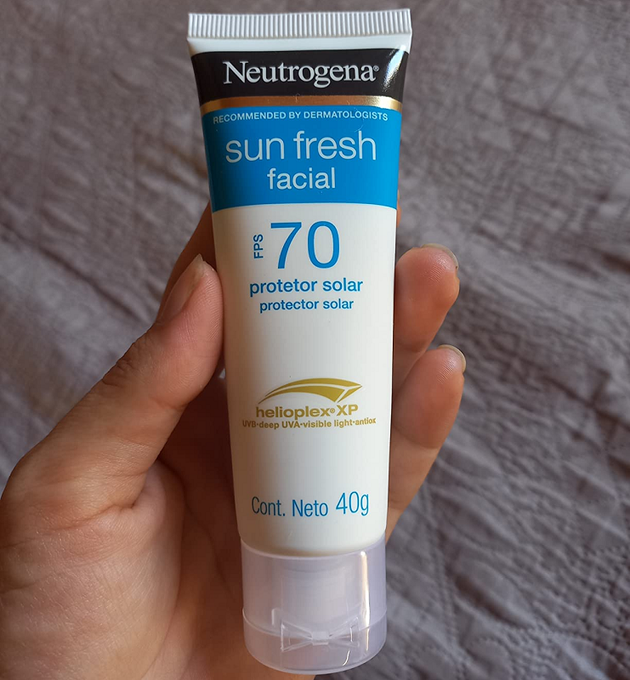 Neutrogena®
RECOMMENDED BY DERMATOLOGISTS
sun fresh
facial
FPS 70
protetor solar
protector solar
helioplex® XP
UVB-deep UVA-visible light-antiox
Cont. Neto 40g